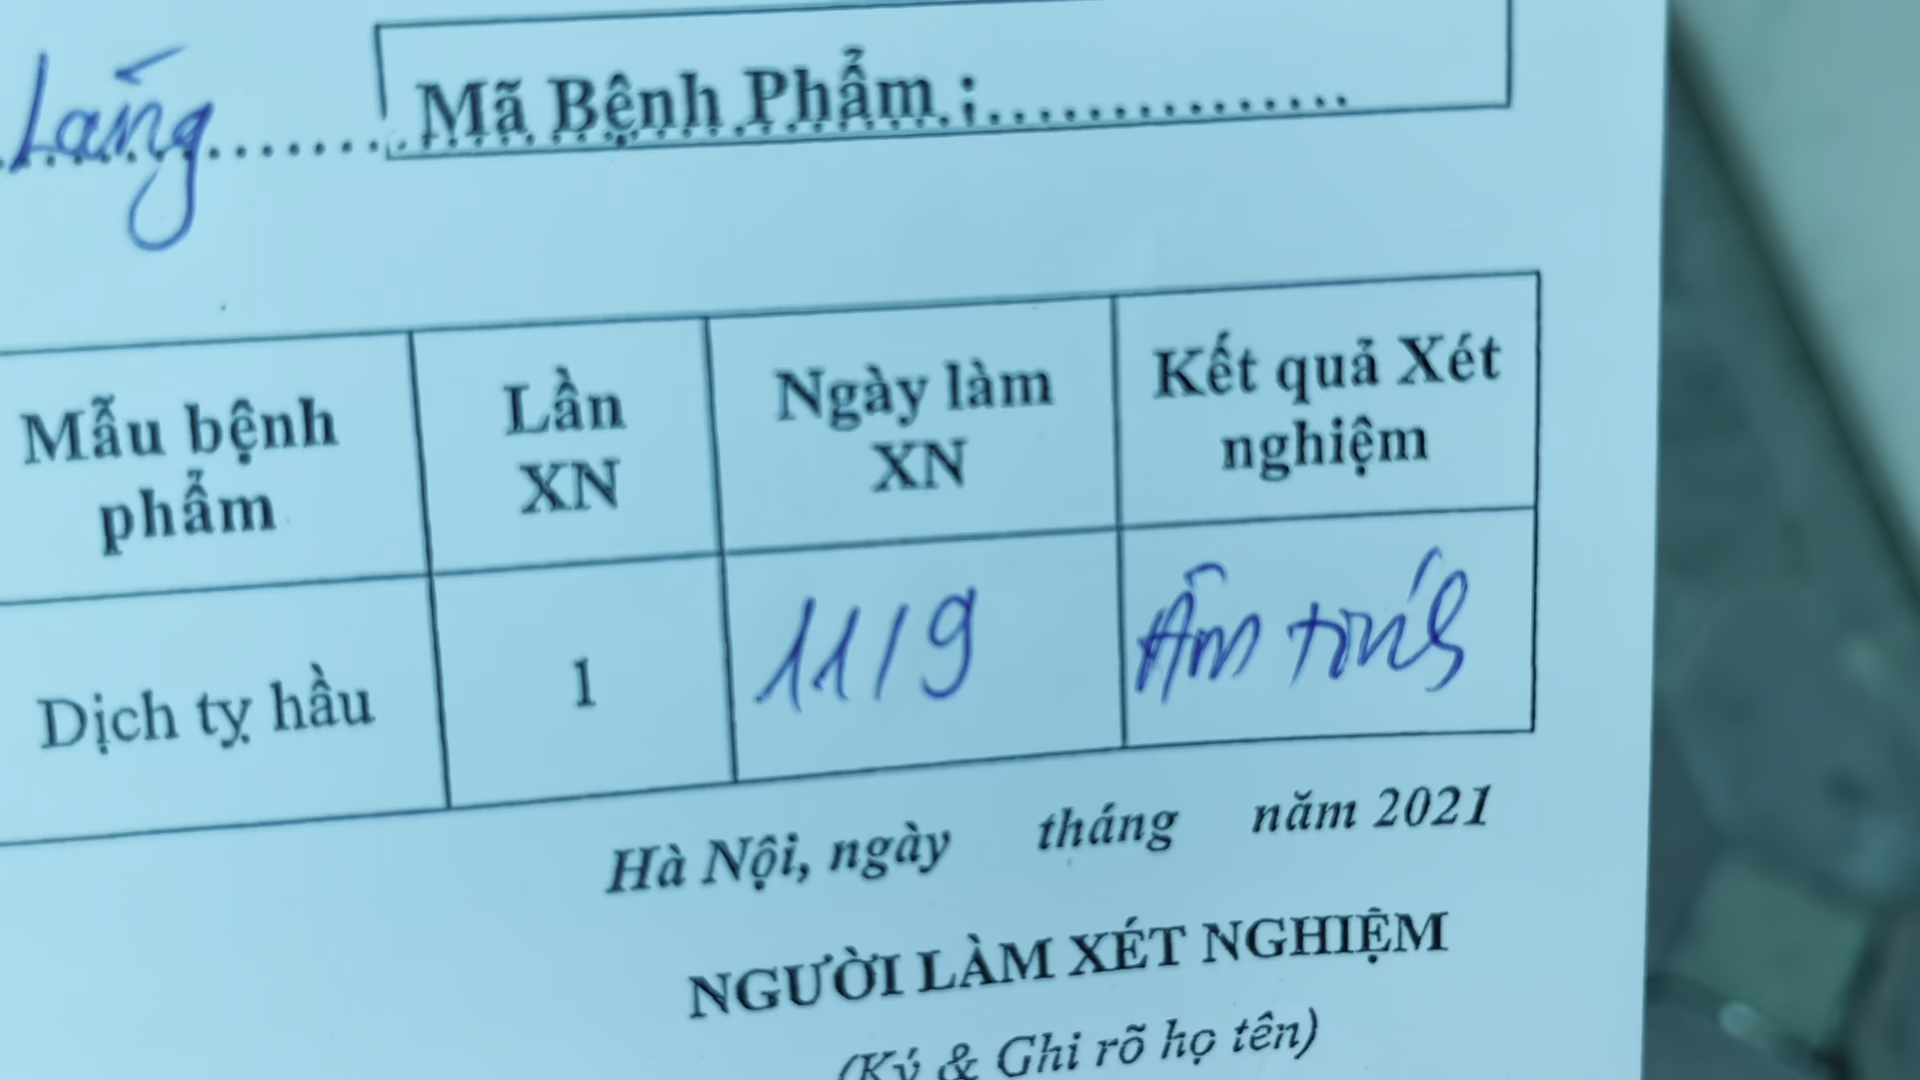 Láng
Mã Bệnh Phẩm :...............
Mẫu bệnh phẩm
Lần XN
Ngày làm XN
Kết quả Xét nghiệm
Dịch tỵ hầu
1
11/9
Âm tính
Hà Nội, ngày tháng năm 2021
NGƯỜI LÀM XÉT NGHIỆM
(Ký & Ghi rõ họ tên)